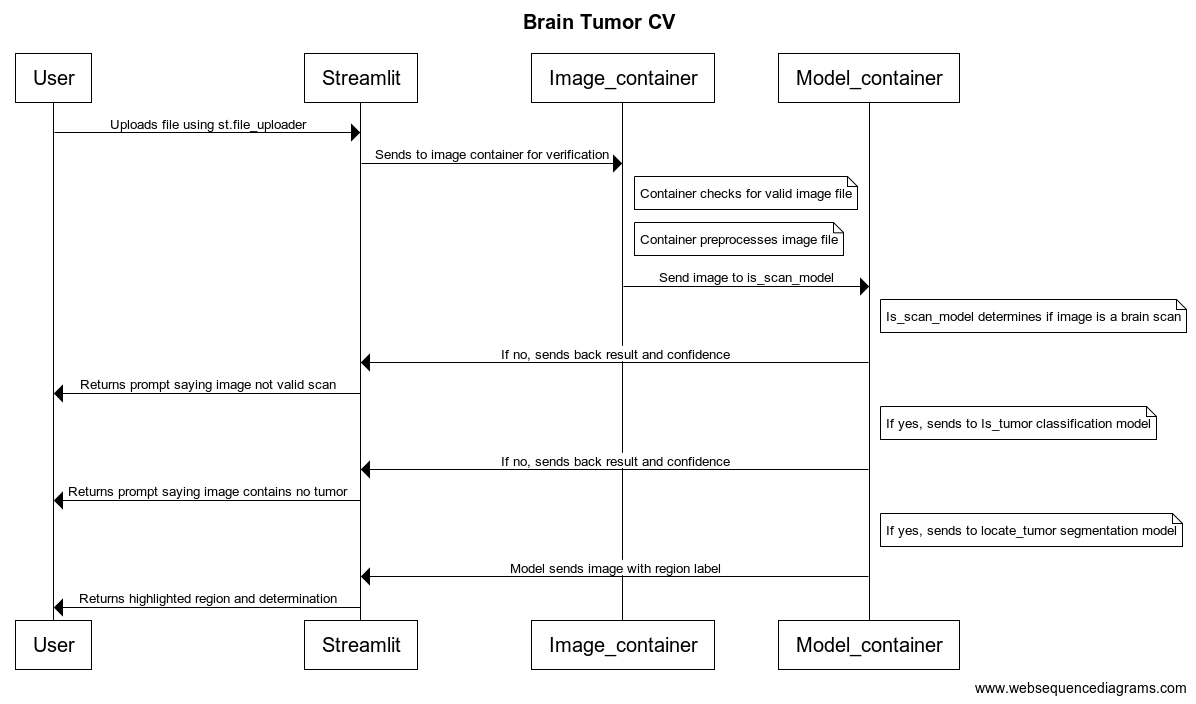 Brain Tumor CV
User
Streamlit
Image_container
Model_container
Uploads file using st.file_uploader
Sends to image container for verification
Container checks for valid image file
Container preprocesses image file
Send image to is_scan_model
Is_scan_model determines if image is a brain scan
If no, sends back result and confidence
Returns prompt saying image not valid scan
If yes, sends to Is_tumor classification model
If no, sends back result and confidence
Returns prompt saying image contains no tumor
If yes, sends to locate_tumor segmentation model
Model sends image with region label
Returns highlighted region and determination
User
Streamlit
Image_container
Model_container
www.websequencediagrams.com